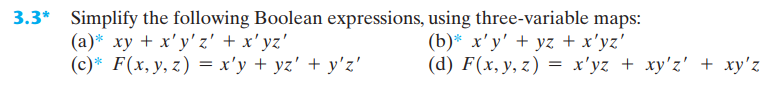 3.3* Simplify the following Boolean expressions, using three-variable maps:
(a)* xy + x'y'z' + x'yz' (b)* x'y' + yz + x'yz'
(c)* F(x, y, z) = x'y + yz' + y'z' (d) F(x, y, z) = x'yz + xy'z' + xy'z